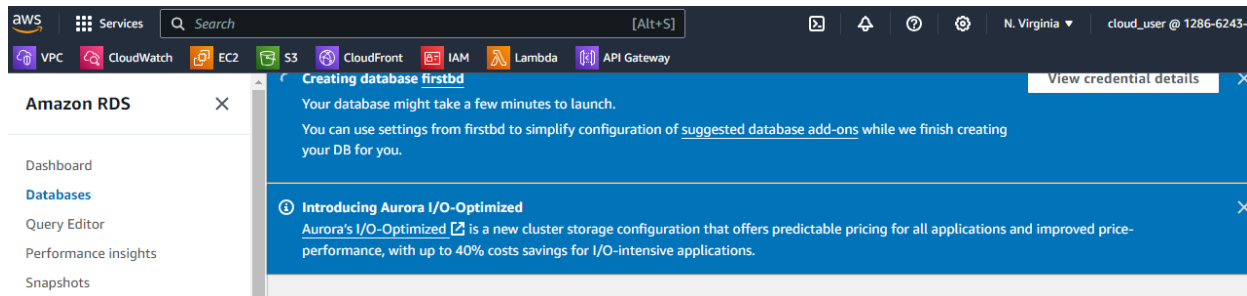 aws
Services
Search
[Alt+S]
N. Virginia
cloud_user @ 1286-6243-
VPC
CloudWatch
EC2
S3
CloudFront
IAM
Lambda
API Gateway
Amazon RDS
Dashboard
Databases
Query Editor
Performance insights
Snapshots
Creating database firstbd
View credential details
Your database might take a few minutes to launch.
You can use settings from firstbd to simplify configuration of suggested database add-ons while we finish creating
your DB for you.
Introducing Aurora I/O-Optimized
Aurora's I/O-Optimized is a new cluster storage configuration that offers predictable pricing for all applications and improved price-
performance, with up to 40% costs savings for I/O-intensive applications.